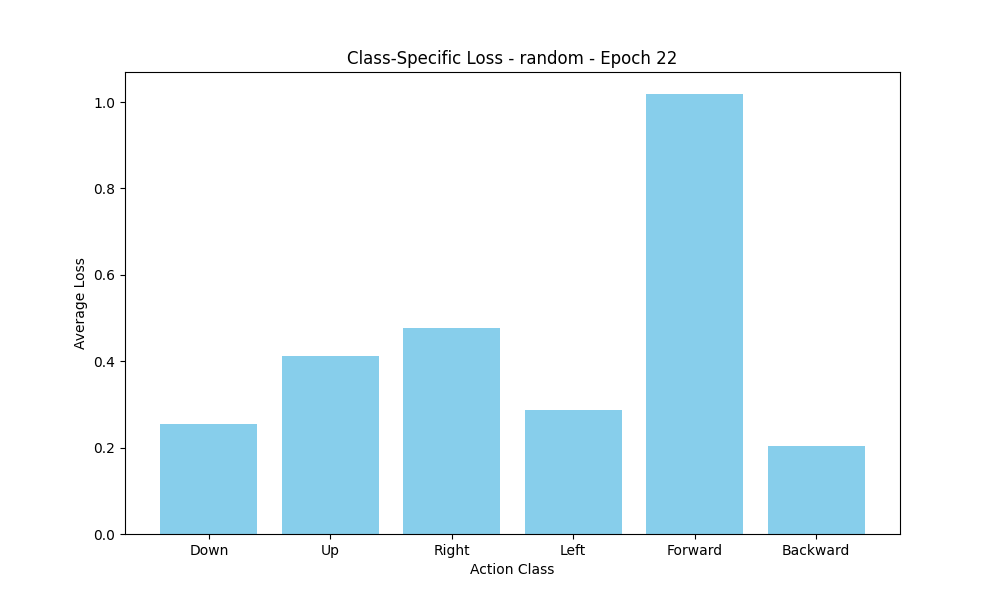 Class-Specific Loss - random - Epoch 22
Average Loss
1.0
0.8
0.6
0.4
0.2
0.0
Down Up Right Left Forward Backward
Action Class